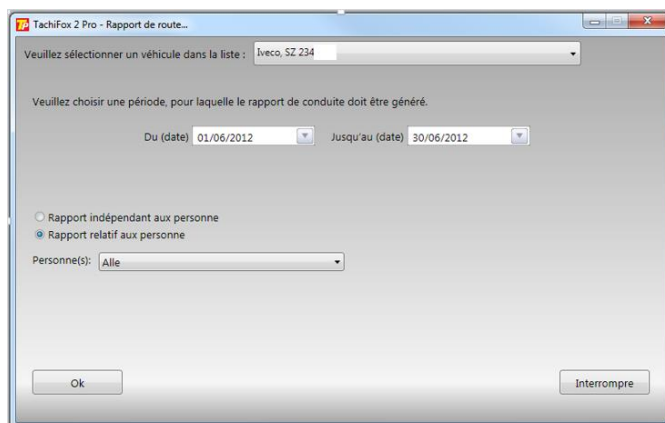 TP TachiFox 2 Pro - Rapport de route...
Veuillez sélectionner un véhicule dans la liste : Iveco, SZ 234
Veuillez choisir une période, pour laquelle le rapport de conduite doit être généré.
Du (date) 01/06/2012 Jusqu'au (date) 30/06/2012
Rapport indépendant aux personne
Rapport relatif aux personne
Personne(s): Alle
Ok Interrompre